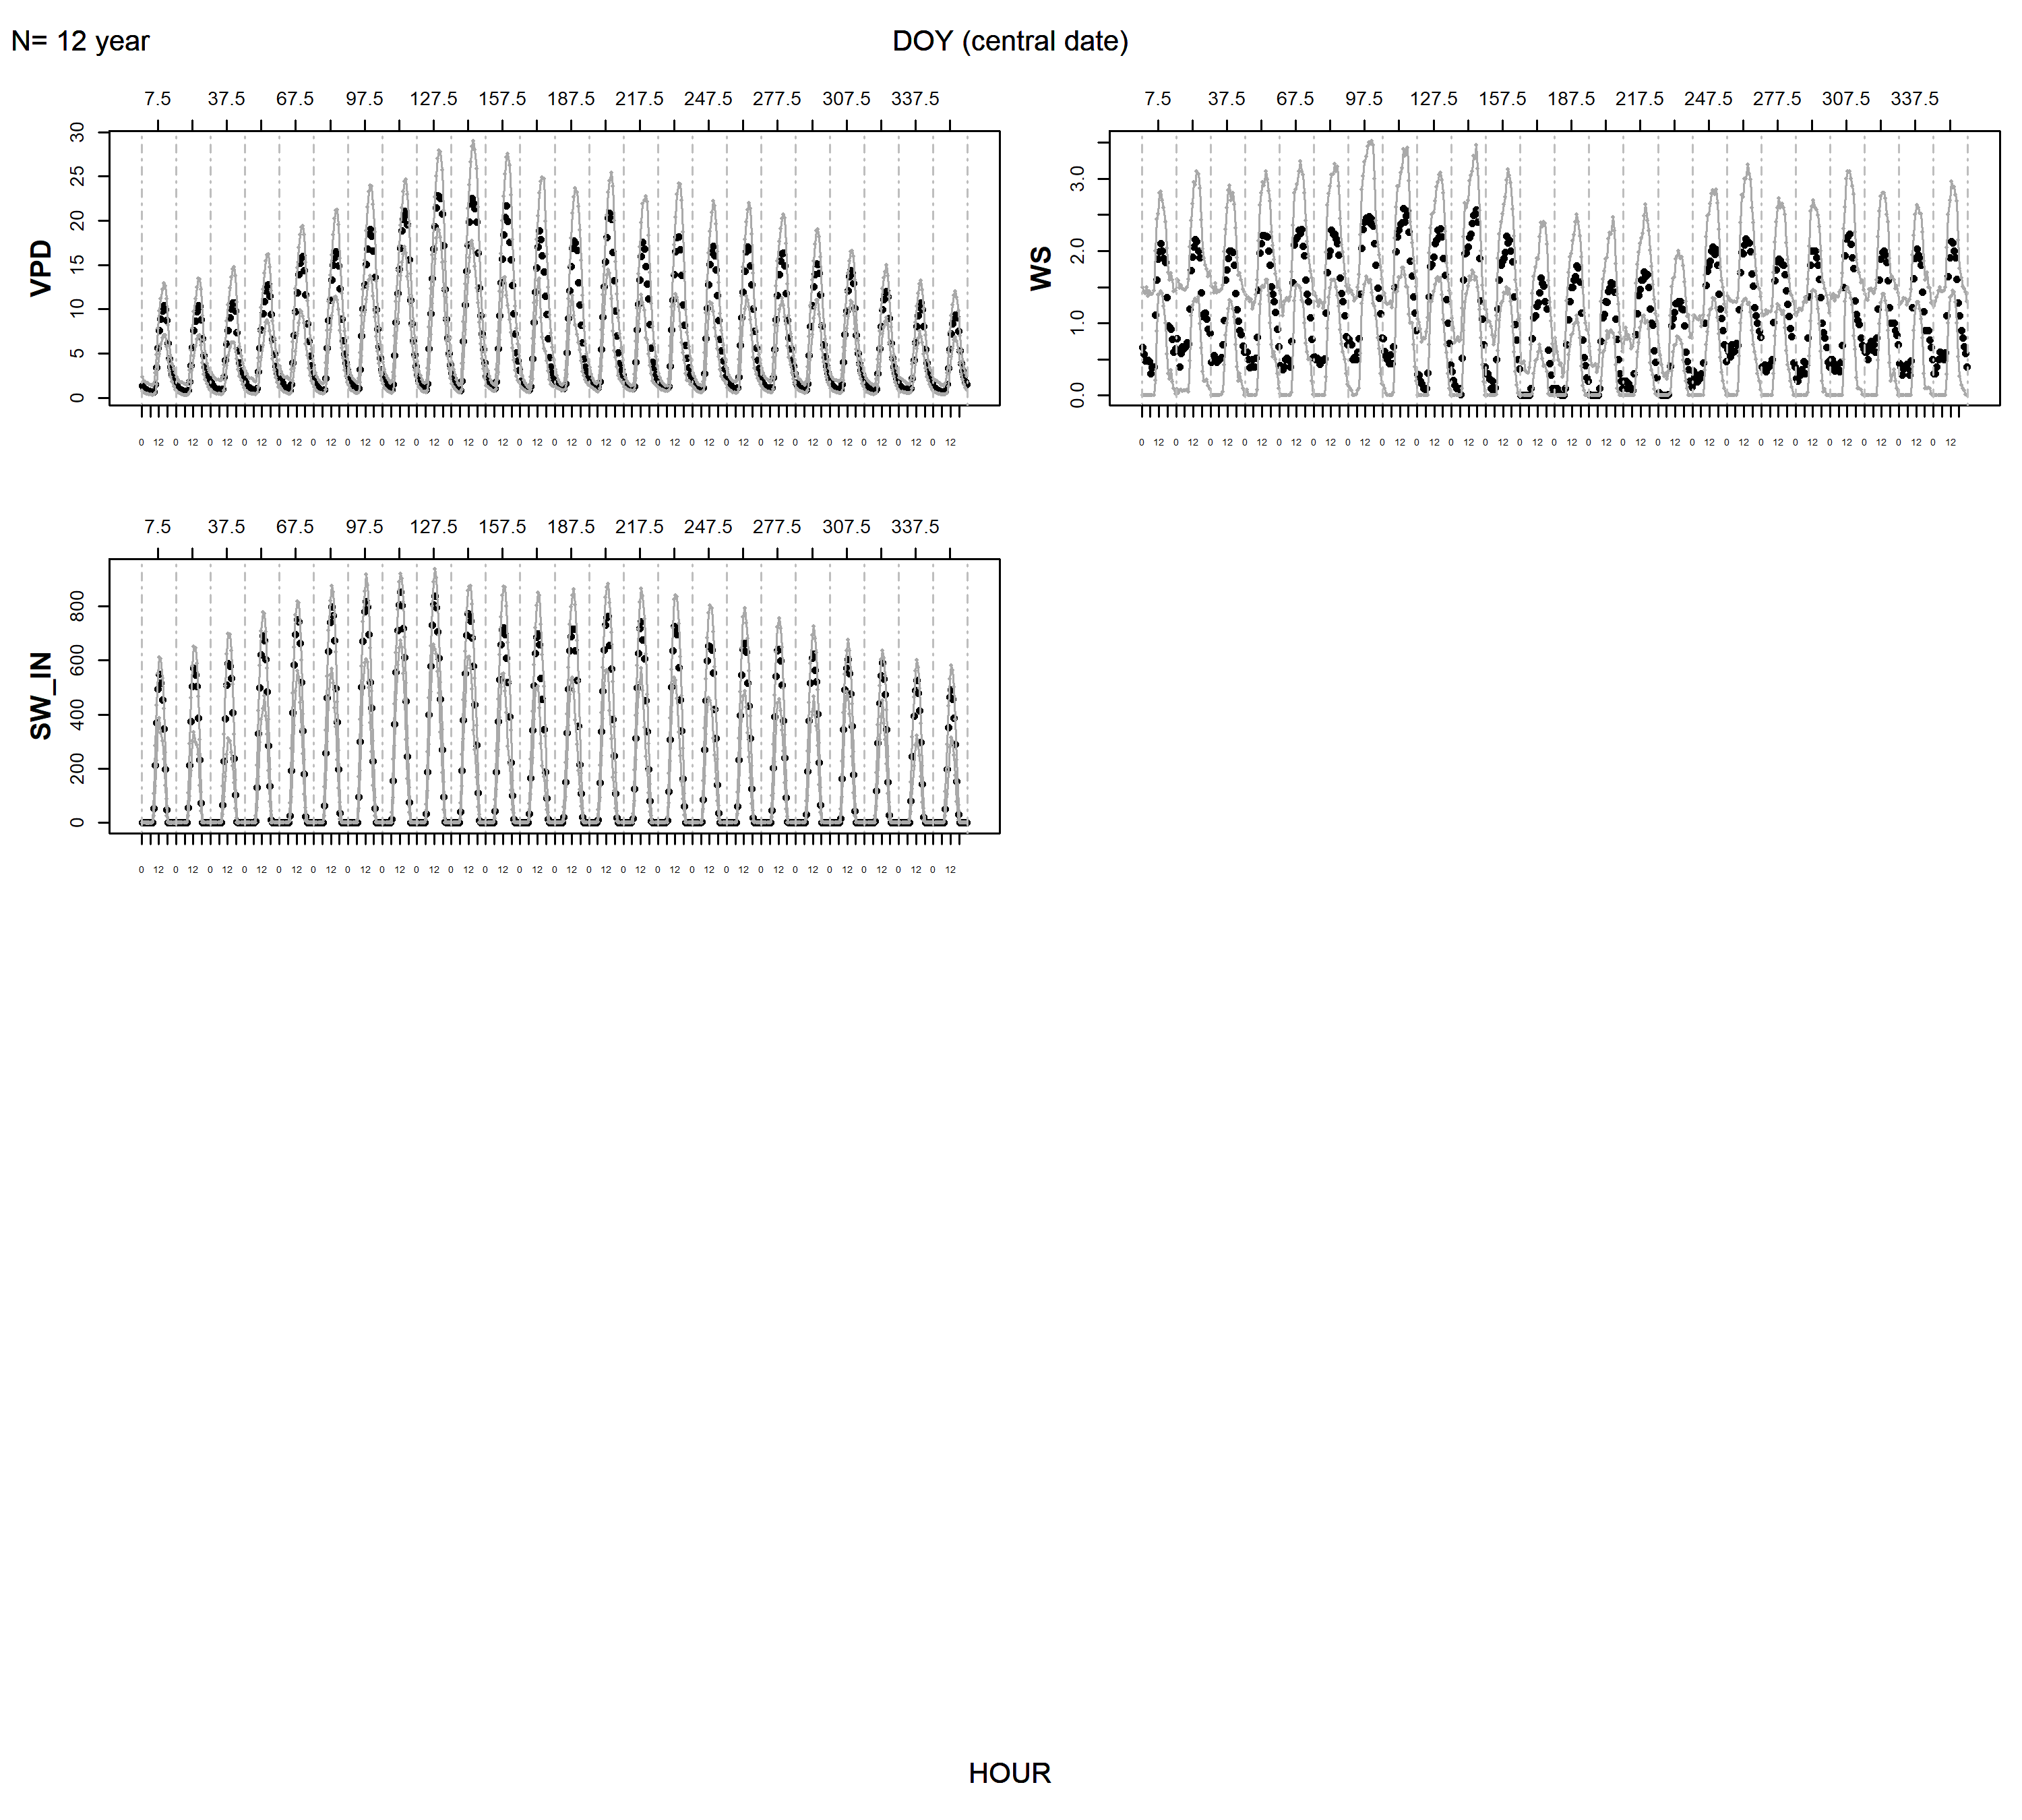 N= 12 year
DOY (central date)
7.5 37.5 67.5 97.5 127.5 157.5 187.5 217.5 247.5 277.5 307.5 337.5
VPD
30
25
20
15
10
5
0
0 12 0 12 0 12 0 12 0 12 0 12 0 12 0 12 0 12 0 12 0 12 0 12 0 12 0 12 0 12 0 12 0 12 0 12 0 12 0 12 0 12 0 12 0 12 0 12
7.5 37.5 67.5 97.5 127.5 157.5 187.5 217.5 247.5 277.5 307.5 337.5
WS
3.0
2.0
1.0
0.0
0 12 0 12 0 12 0 12 0 12 0 12 0 12 0 12 0 12 0 12 0 12 0 12 0 12 0 12 0 12 0 12 0 12 0 12 0 12 0 12 0 12 0 12 0 12 0 12
7.5 37.5 67.5 97.5 127.5 157.5 187.5 217.5 247.5 277.5 307.5 337.5
SW_IN
800
600
400
200
0
0 12 0 12 0 12 0 12 0 12 0 12 0 12 0 12 0 12 0 12 0 12 0 12 0 12 0 12 0 12 0 12 0 12 0 12 0 12 0 12 0 12 0 12 0 12 0 12
HOUR